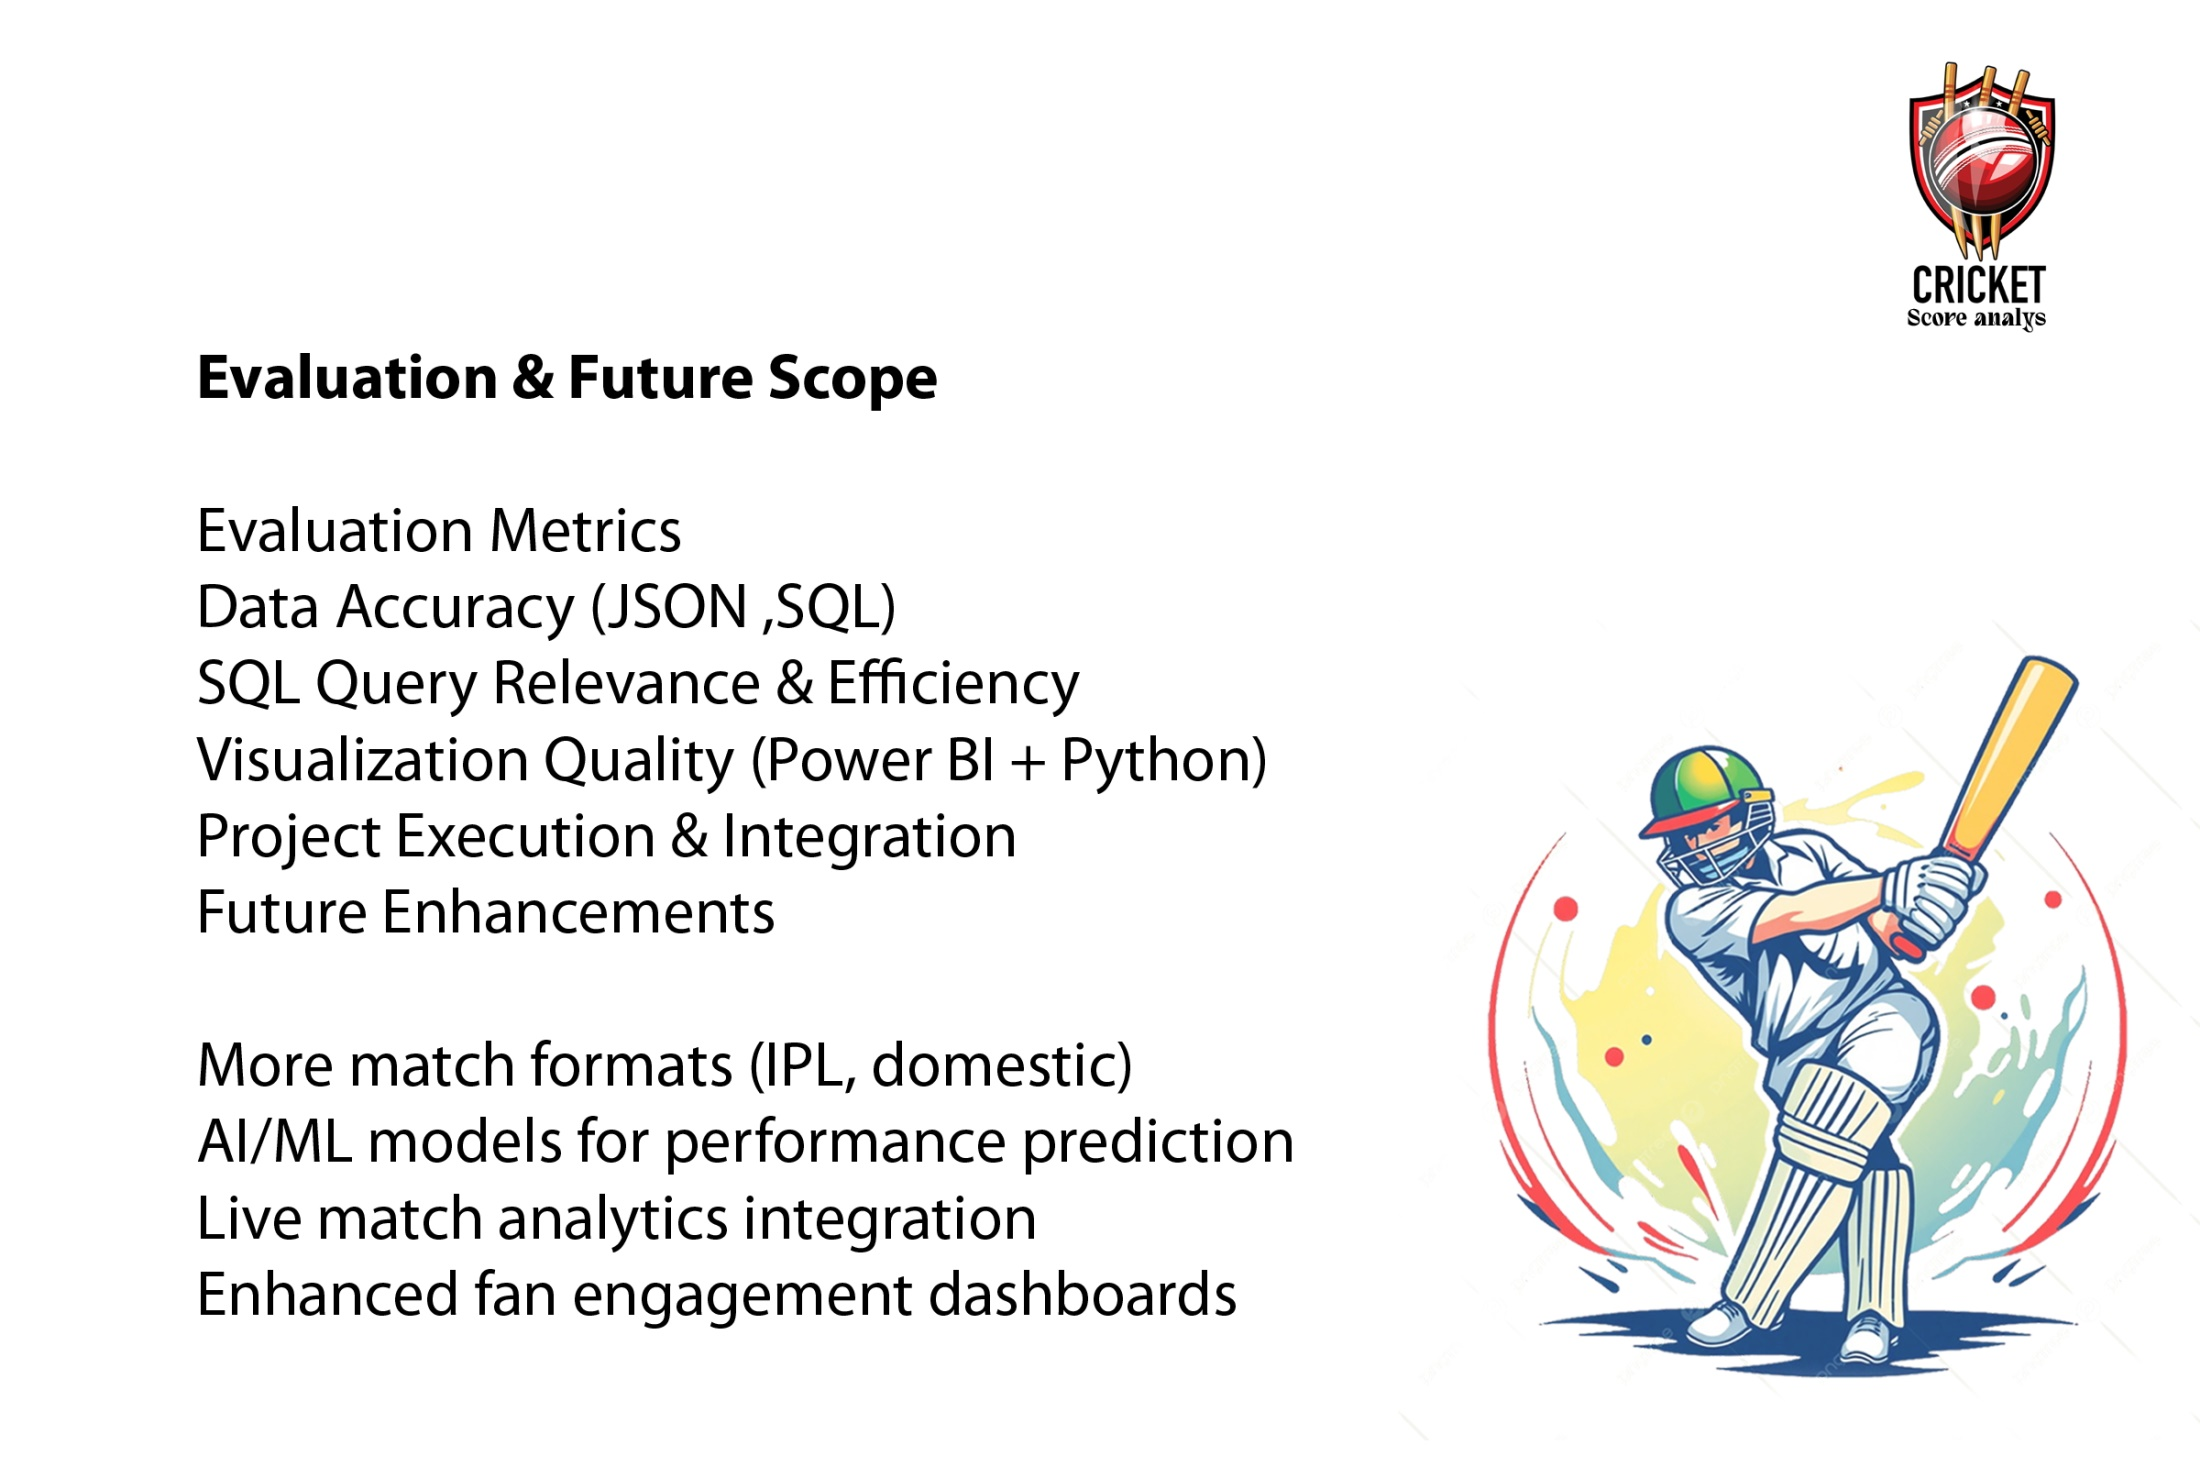 CRICKET
Score analys
Evaluation & Future Scope
Evaluation Metrics
Data Accuracy (JSON ,SQL)
SQL Query Relevance & Efficiency
Visualization Quality (Power BI + Python)
Project Execution & Integration
Future Enhancements
More match formats (IPL, domestic)
AI/ML models for performance prediction
Live match analytics integration
Enhanced fan engagement dashboards